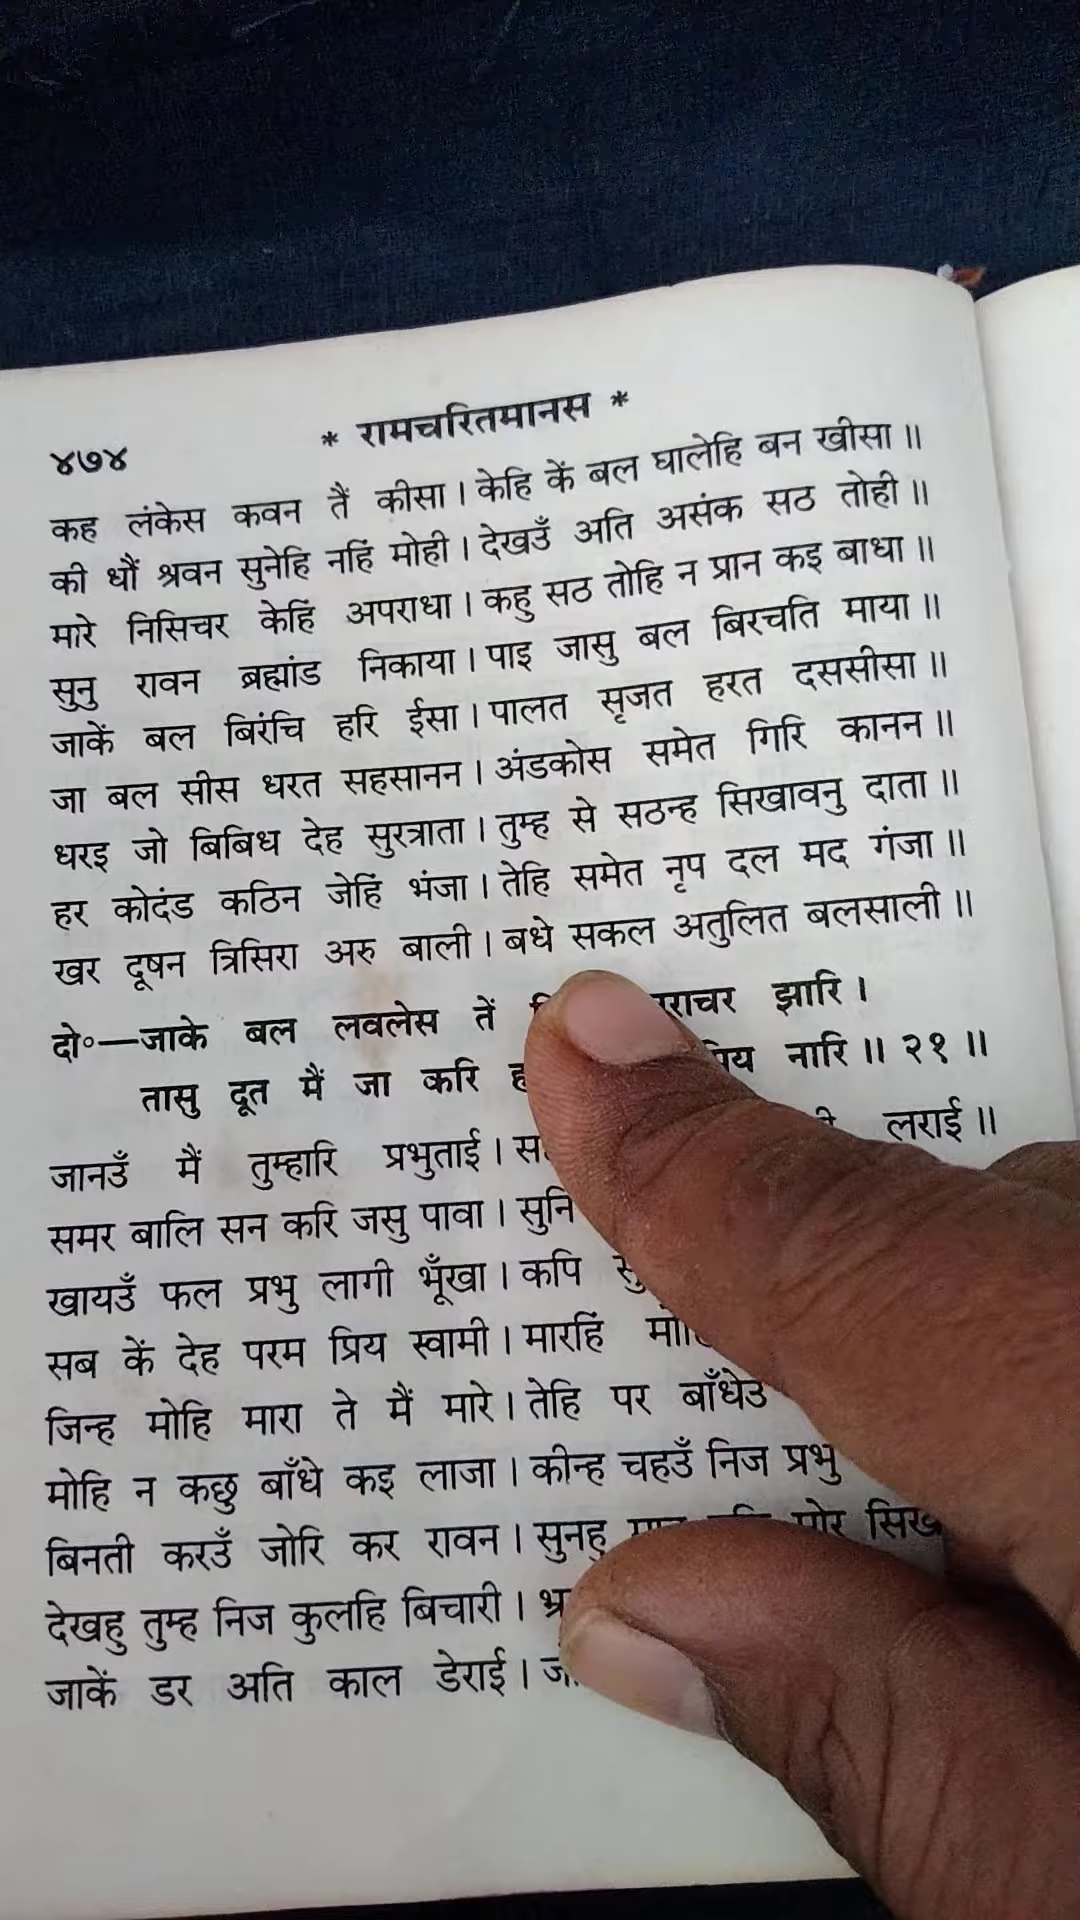 * रामचरितमानस *
४७४
कह लंकेस कवन तैं कीसा। केहि कें बल घालेहि बन खीसा॥
की धौं श्रवन सुनेहि नहिं मोही। देखउँ अति असंक सठ तोही॥
मारे निसिचर केहिं अपराधा। कहु सठ तोहि न प्रान कइ बाधा॥
सुनु रावन ब्रह्मांड निकाया। पाइ जासु बल बिरचति माया॥
जाकें बल बिरंचि हरि ईसा। पालत सृजत हरत दससीसा॥
जा बल सीस धरत सहसानन। अंडकोस समेत गिरि कानन॥
धरइ जो बिबिध देह सुरत्राता। तुम्ह से सठन्ह सिखावनु दाता॥
हर कोदंड कठिन जेहिं भंजा। तेहि समेत नृप दल मद गंजा॥
खर दूषन त्रिसिरा अरु बाली। बधे सकल अतुलित बलसाली॥
दो०—जाके बल लवलेस तें झारि।
तासु दूत मैं जा करि नारि॥ २१॥
जानउँ मैं तुम्हारि प्रभुताई। लराई॥
समर बालि सन करि जसु पावा। सुनि
खायउँ फल प्रभु लागी भूँखा। कपि
सब कें देह परम प्रिय स्वामी। मारहिं
जिन्ह मोहि मारा ते मैं मारे। तेहि पर बाँधेउ
मोहि न कछु बाँधे कइ लाजा। कीन्ह चहउँ निज प्रभु
बिनती करउँ जोरि कर रावन। सुनहु मोर
देखहु तुम्ह निज कुलहि बिचारी।
जाकें डर अति काल डेराई।